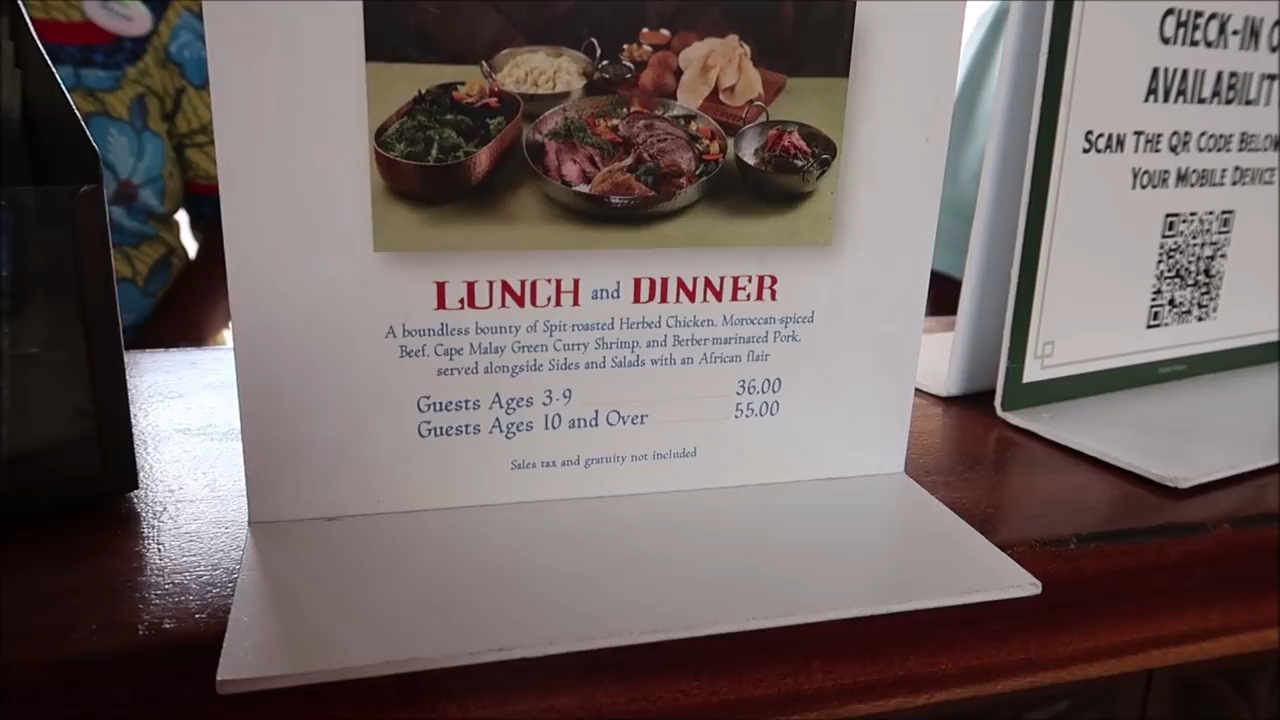 LUNCH and DINNER
A boundless bounty of Spit-roasted Herbed Chicken, Moroccan-spiced
Beef, Cape Malay Green Curry Shrimp, and Berber-marinated Pork,
served alongside Sides and Salads with an African flair
Guests Ages 3-9 36.00
Guests Ages 10 and Over 55.00
Sales tax and gratuity not included
CHECK-IN
AVAILABILIT
SCAN THE QR CODE BELOW
YOUR MOBILE DEVICE